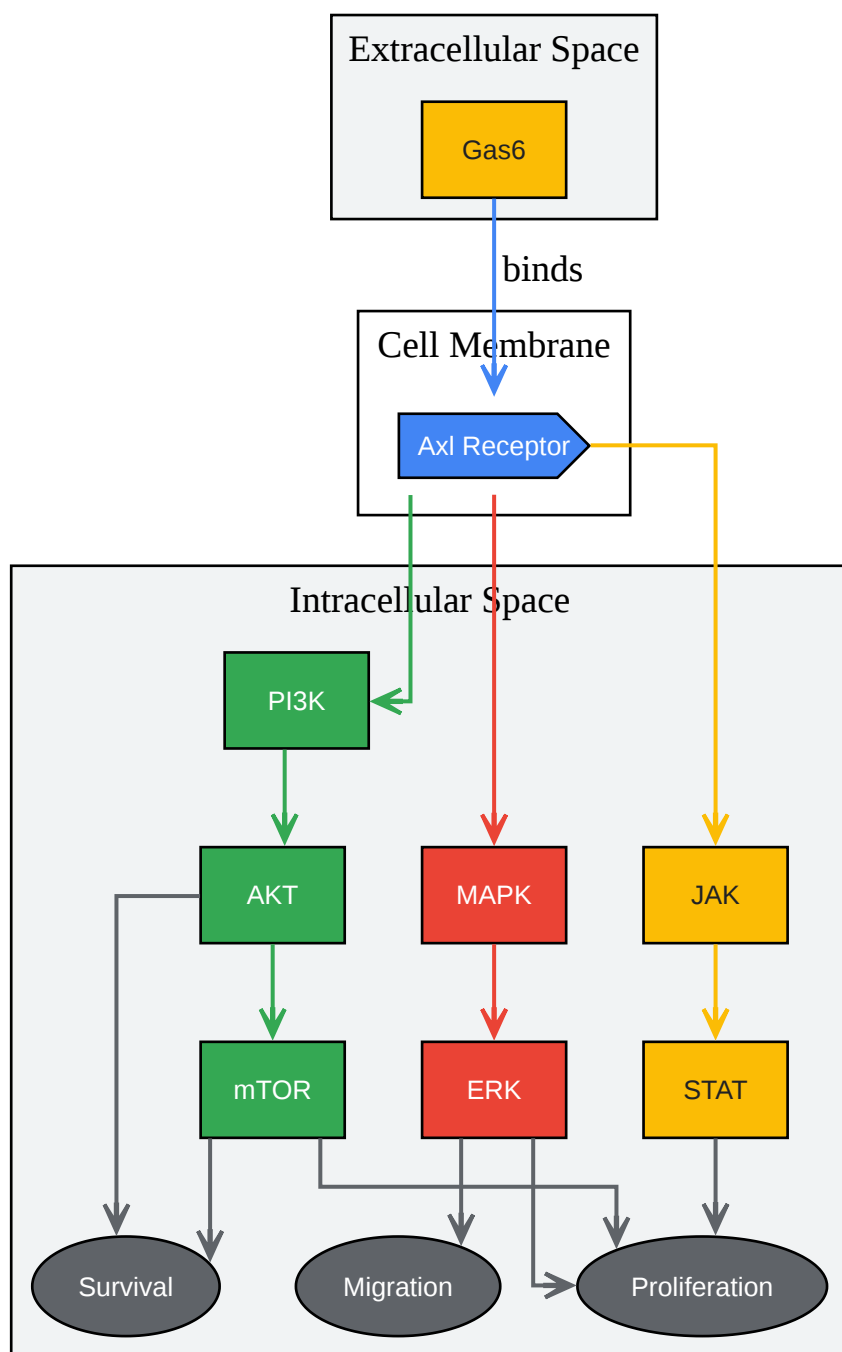 Extracellular Space
Gas6
binds
Cell Membrane
Axl Receptor
Intracellular Space
PI3K
AKT
MAPK
JAK
mTOR
ERK
STAT
Survival
Migration
Proliferation